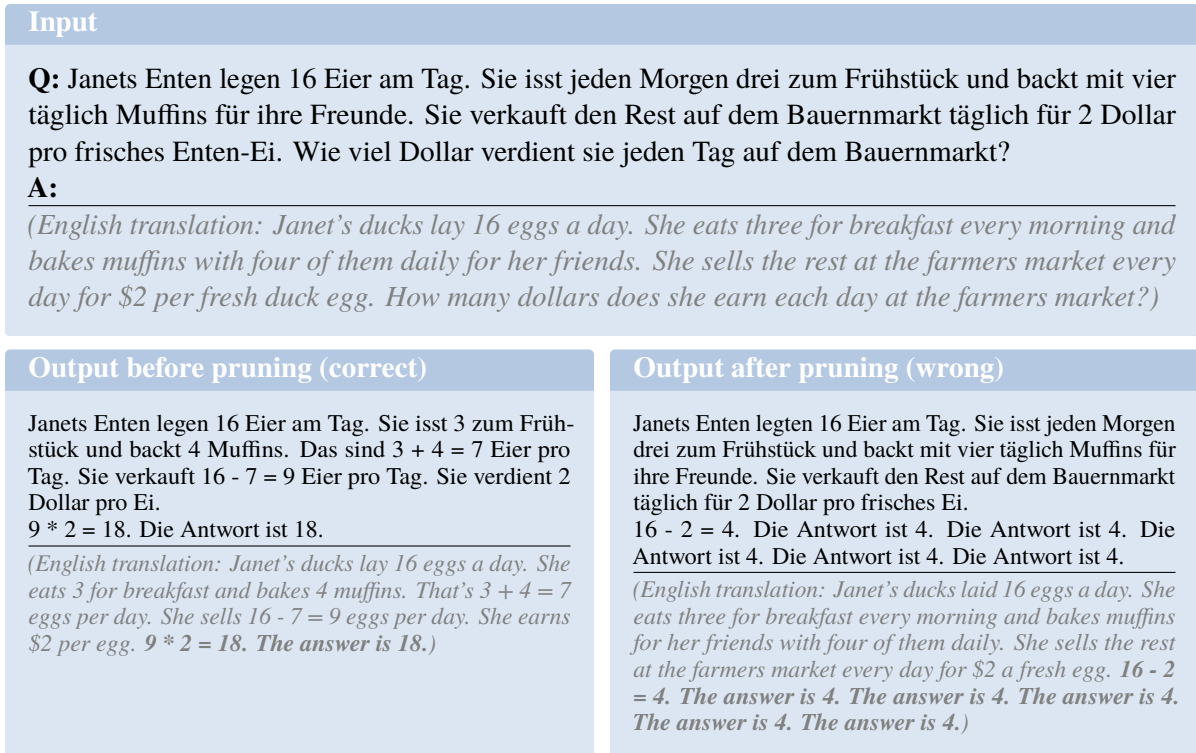 Input
Q: Janets Enten legen 16 Eier am Tag. Sie isst jeden Morgen drei zum Frühstück und backt mit vier
täglich Muffins für ihre Freunde. Sie verkauft den Rest auf dem Bauernmarkt täglich für 2 Dollar
pro frisches Enten-Ei. Wie viel Dollar verdient sie jeden Tag auf dem Bauernmarkt?
A:
(English translation: Janet's ducks lay 16 eggs a day. She eats three for breakfast every morning and
bakes muffins with four of them daily for her friends. She sells the rest at the farmers market every
day for $2 per fresh duck egg. How many dollars does she earn each day at the farmers market?)
Output before pruning (correct)
Janets Enten legen 16 Eier am Tag. Sie isst 3 zum Früh-
stück und backt 4 Muffins. Das sind 3 + 4 = 7 Eier pro
Tag. Sie verkauft 16 - 7 = 9 Eier pro Tag. Sie verdient 2
Dollar pro Ei.
9 * 2 = 18. Die Antwort ist 18.
(English translation: Janet's ducks lay 16 eggs a day. She
eats 3 for breakfast and bakes 4 muffins. That's 3 + 4 = 7
eggs per day. She sells 16 - 7 = 9 eggs per day. She earns
$2 per egg. 9 * 2 = 18. The answer is 18.)
Output after pruning (wrong)
Janets Enten legten 16 Eier am Tag. Sie isst jeden Morgen
drei zum Frühstück und backt mit vier täglich Muffins für
ihre Freunde. Sie verkauft den Rest auf dem Bauernmarkt
täglich für 2 Dollar pro frisches Ei.
16 - 2 = 4. Die Antwort ist 4. Die Antwort ist 4. Die
Antwort ist 4. Die Antwort ist 4. Die Antwort ist 4.
(English translation: Janet's ducks laid 16 eggs a day. She
eats three for breakfast every morning and bakes muffins
for her friends with four of them daily. She sells the rest
at the farmers market every day for $2 a fresh egg. 16 - 2
= 4. The answer is 4. The answer is 4. The answer is 4.
The answer is 4. The answer is 4.)